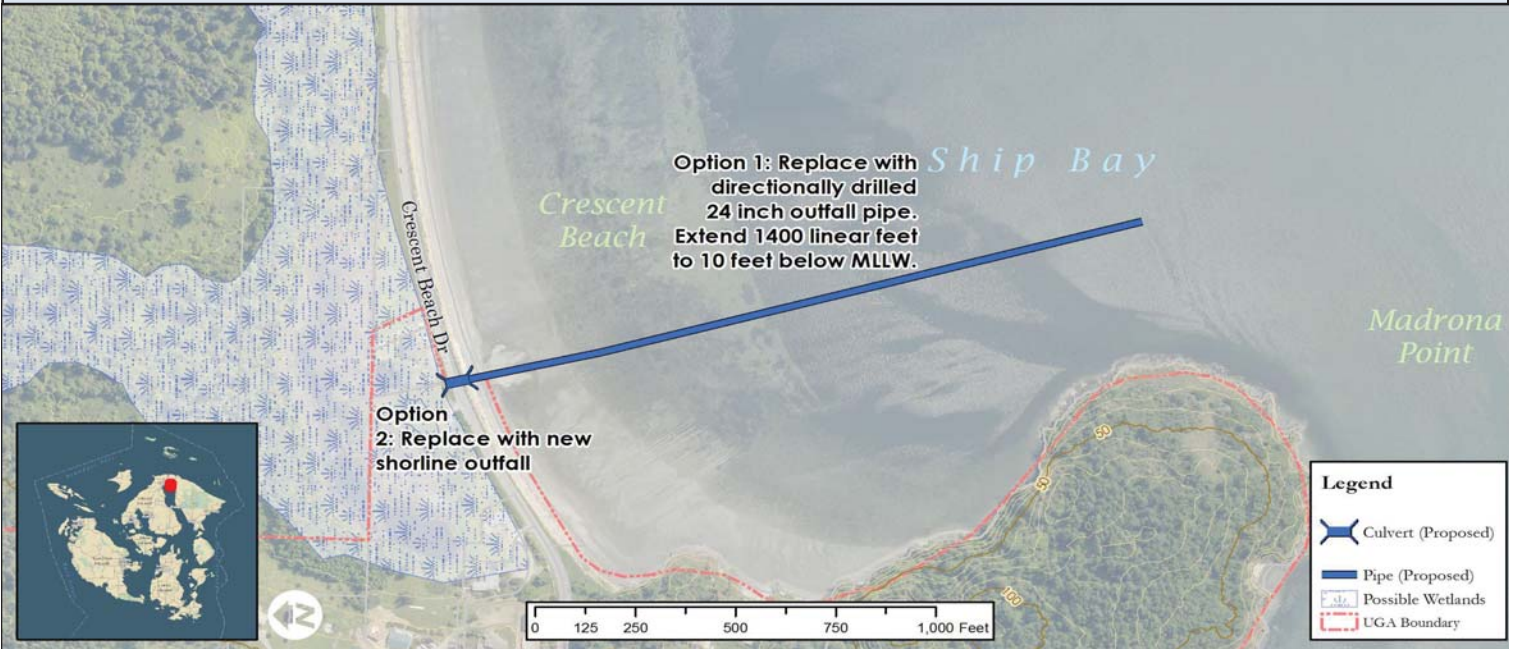 Option 1: Replace with
directionally drilled
24 inch outfall pipe.
Extend 1400 linear feet
to 10 feet below MLLW.
Ship Bay
Crescent
Beach
Crescent Beach Dr
Madrona
Point
Option
2: Replace with new
shorline outfall
50
50
100
N
0 125 250 500 750 1,000 Feet
Legend
Culvert (Proposed)
Pipe (Proposed)
Possible Wetlands
UGA Boundary